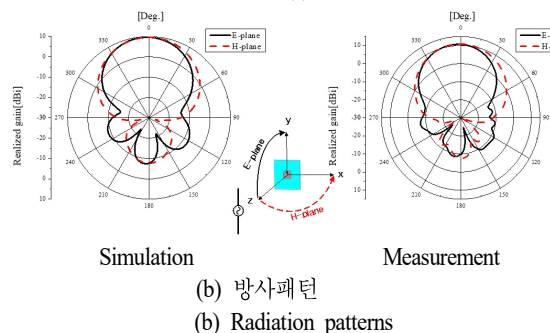 [Deg.]
0
330
30
300
60
270
90
240
120
210
150
180
10
0
-10
-20
-30
-20
-10
0
10
Realized gain[dBi]
E-plane
H-plane
Simulation
y
x
z
E-plane
H-plane
[Deg.]
0
330
30
300
60
270
90
240
120
210
150
180
10
0
-10
-20
-30
-20
-10
0
10
Realized gain[dBi]
E-
H-
Measurement
(b) 방사패턴
(b) Radiation patterns